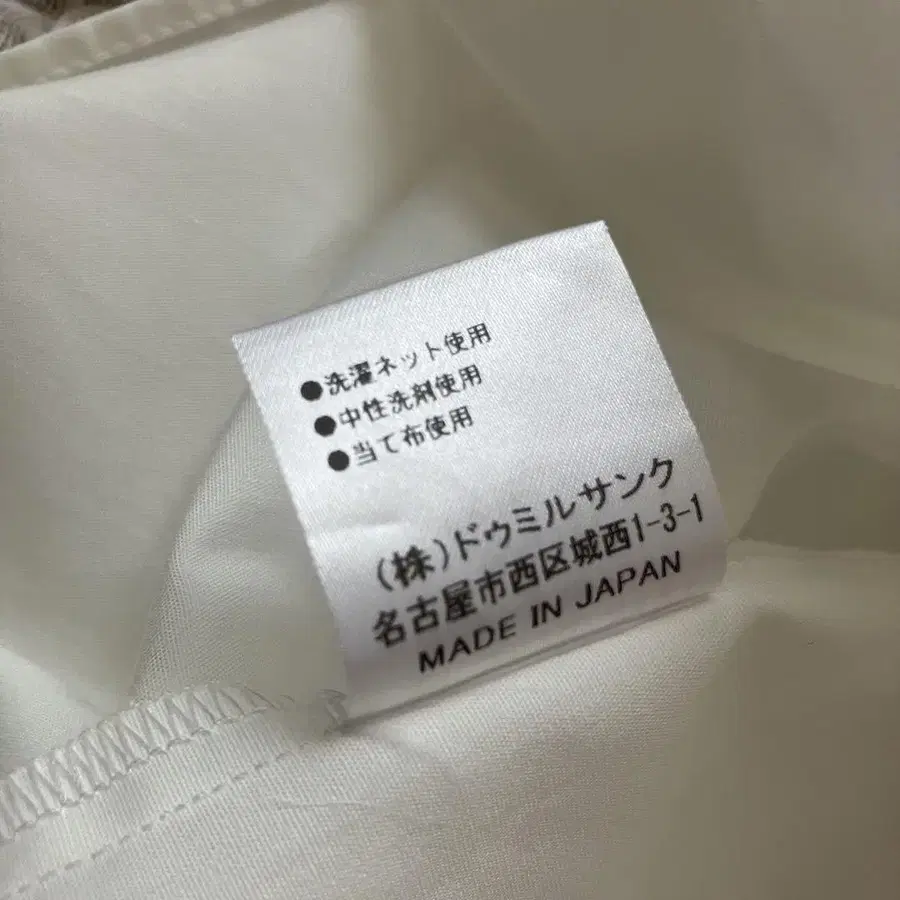 ●洗濯ネット使用
●中性洗剤使用
●当て布使用
(株)ドゥミルサンク
名古屋市西区城西1-3-1
MADE IN JAPAN